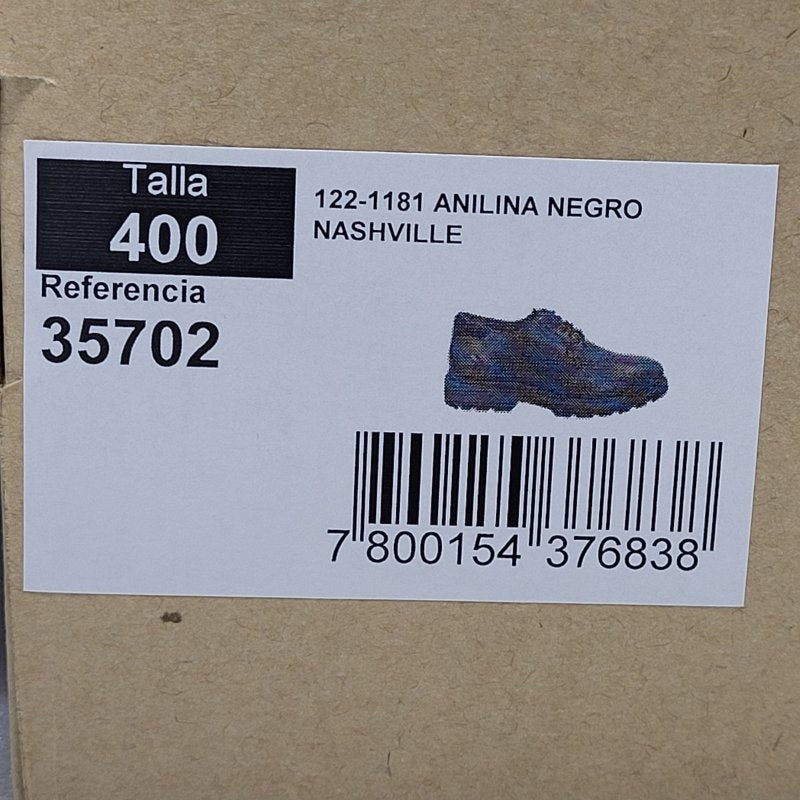 Talla
400
Referencia
35702
122-1181 ANILINA NEGRO
NASHVILLE
7 800154 376838